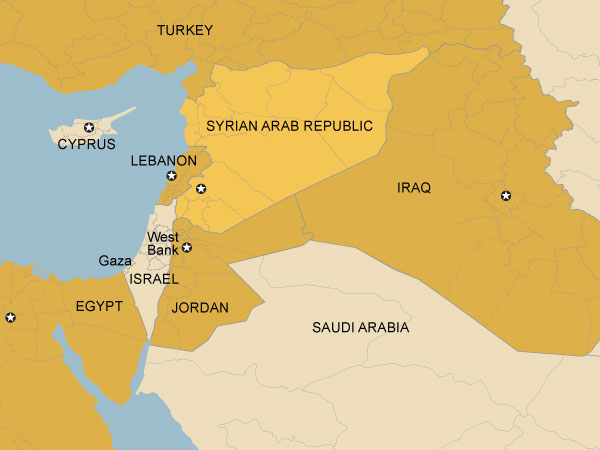 TURKEY
SYRIAN ARAB REPUBLIC
CYPRUS
LEBANON
IRAQ
West
Bank
Gaza
ISRAEL
EGYPT
JORDAN
SAUDI ARABIA